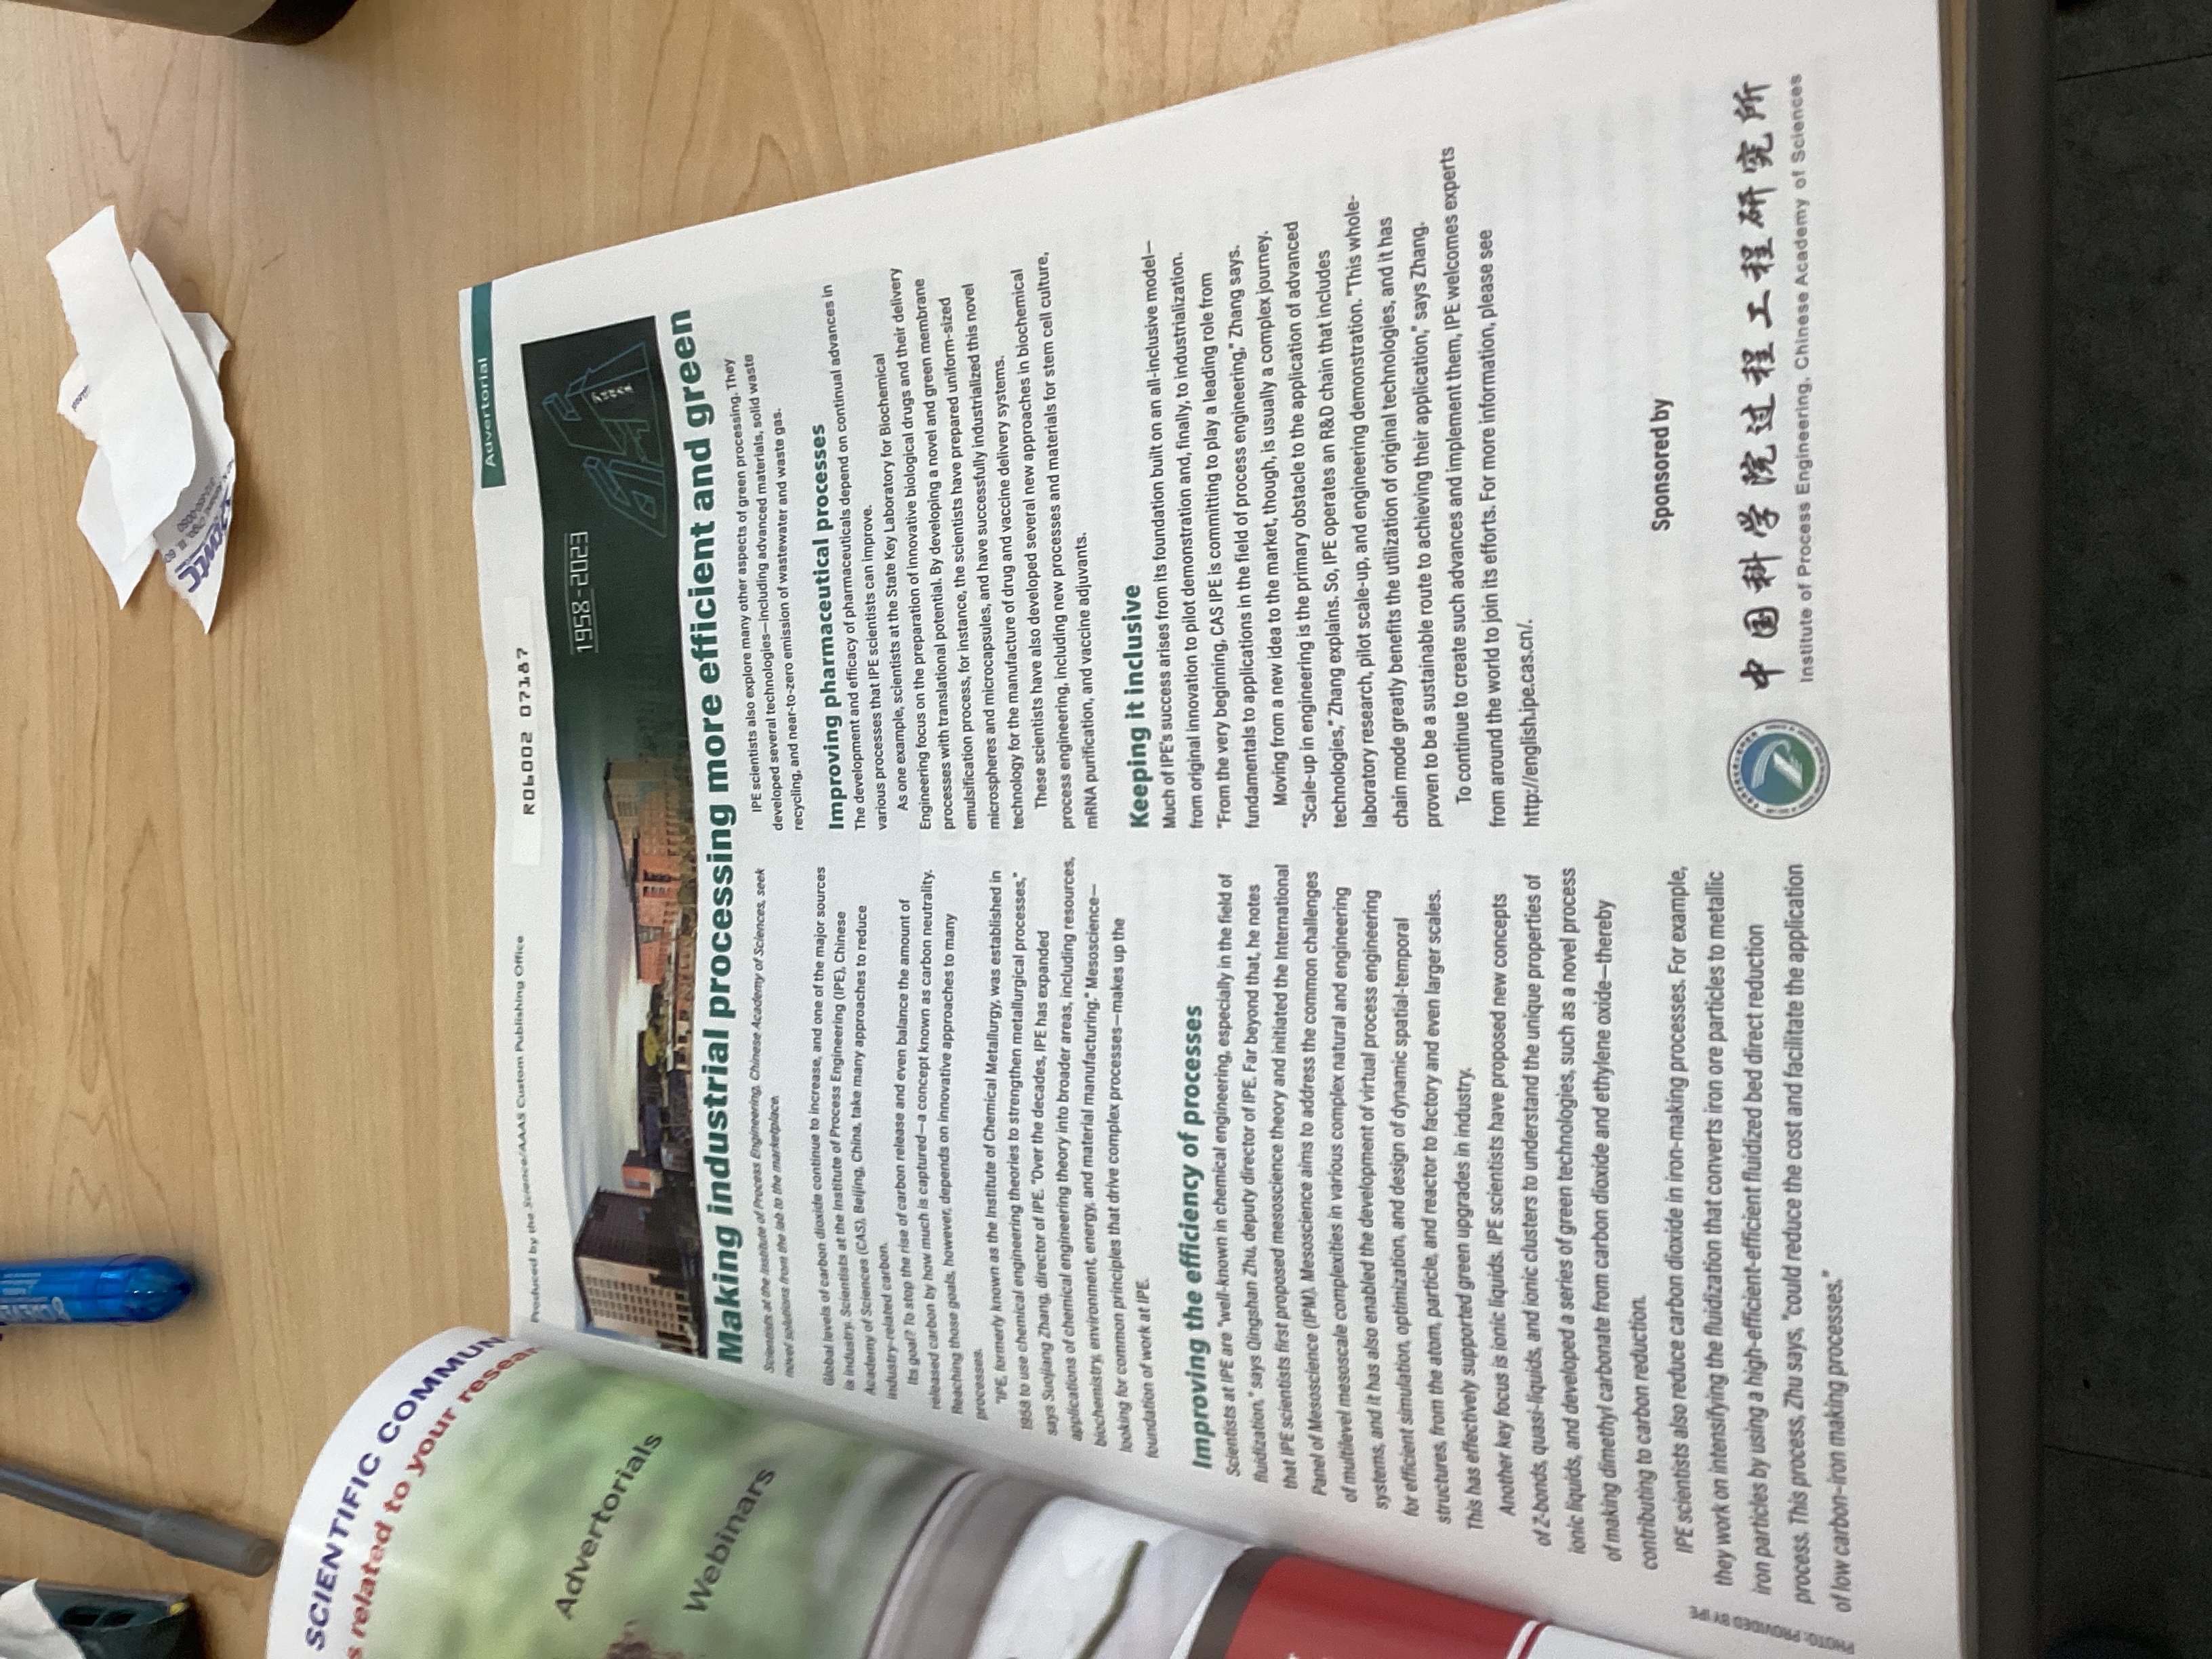 SCIENTIFIC COMMUN
s related to your resear
Advertorials
Webinars
Produced by the Science/AAAS Custom Publishing Office
R06002 07187
Advertorial
1958-2023
Making industrial processing more efficient and green
Scientists at the Institute of Process Engineering, Chinese Academy of Sciences, seek
novel solutions from the lab to the marketplace.
Global levels of carbon dioxide continue to increase, and one of the major sources
is industry. Scientists at the Institute of Process Engineering (IPE), Chinese
Academy of Sciences (CAS), Beijing, China, take many approaches to reduce
industry-related carbon.
Its goal? To stop the rise of carbon release and even balance the amount of
released carbon by how much is captured—a concept known as carbon neutrality.
Reaching those goals, however, depends on innovative approaches to many
processes.
"IPE, formerly known as the Institute of Chemical Metallurgy, was established in
1958 to use chemical engineering theories to strengthen metallurgical processes,"
says Suojiang Zhang, director of IPE. "Over the decades, IPE has expanded
applications of chemical engineering theory into broader areas, including resources,
biochemistry, environment, energy, and material manufacturing." Mesoscience—
looking for common principles that drive complex processes—makes up the
foundation of work at IPE.
Improving the efficiency of processes
Scientists at IPE are "well-known in chemical engineering, especially in the field of
fluidization," says Qingshan Zhu, deputy director of IPE. Far beyond that, he notes
that IPE scientists first proposed mesoscience theory and initiated the International
Panel of Mesoscience (IPM). Mesoscience aims to address the common challenges
of multilevel mesoscale complexities in various complex natural and engineering
systems, and it has also enabled the development of virtual process engineering
for efficient simulation, optimization, and design of dynamic spatial-temporal
structures, from the atom, particle, and reactor to factory and even larger scales.
This has effectively supported green upgrades in industry.
Another key focus is ionic liquids. IPE scientists have proposed new concepts
of Z-bonds, quasi-liquids, and ionic clusters to understand the unique properties of
ionic liquids, and developed a series of green technologies, such as a novel process
of making dimethyl carbonate from carbon dioxide and ethylene oxide—thereby
contributing to carbon reduction.
IPE scientists also reduce carbon dioxide in iron-making processes. For example,
they work on intensifying the fluidization that converts iron ore particles to metallic
iron particles by using a high-efficient-efficient fluidized bed direct reduction
process. This process, Zhu says, "could reduce the cost and facilitate the application
of low carbon-iron making processes."
PHOTO: PROVIDED BY IPE
IPE scientists also explore many other aspects of green processing. They
developed several technologies—including advanced materials, solid waste
recycling, and near-to-zero emission of wastewater and waste gas.
Improving pharmaceutical processes
The development and efficacy of pharmaceuticals depend on continual advances in
various processes that IPE scientists can improve.
As one example, scientists at the State Key Laboratory for Biochemical
Engineering focus on the preparation of innovative biological drugs and their delivery
processes with translational potential. By developing a novel and green membrane
emulsification process, for instance, the scientists have prepared uniform-sized
microspheres and microcapsules, and have successfully industrialized this novel
technology for the manufacture of drug and vaccine delivery systems.
These scientists have also developed several new approaches in biochemical
process engineering, including new processes and materials for stem cell culture,
mRNA purification, and vaccine adjuvants.
Keeping it inclusive
Much of IPE's success arises from its foundation built on an all-inclusive model—
from original innovation to pilot demonstration and, finally, to industrialization.
"From the very beginning, CAS IPE is committing to play a leading role from
fundamentals to applications in the field of process engineering," Zhang says.
Moving from a new idea to the market, though, is usually a complex journey.
"Scale-up in engineering is the primary obstacle to the application of advanced
technologies," Zhang explains. So, IPE operates an R&D chain that includes
laboratory research, pilot scale-up, and engineering demonstration. "This whole-
chain mode greatly benefits the utilization of original technologies, and it has
proven to be a sustainable route to achieving their application," says Zhang.
To continue to create such advances and implement them, IPE welcomes experts
from around the world to join its efforts. For more information, please see
http://english.ipe.cas.cn/.
Sponsored by
中国科学院过程工程研究所
Institute of Process Engineering, Chinese Academy of Sciences